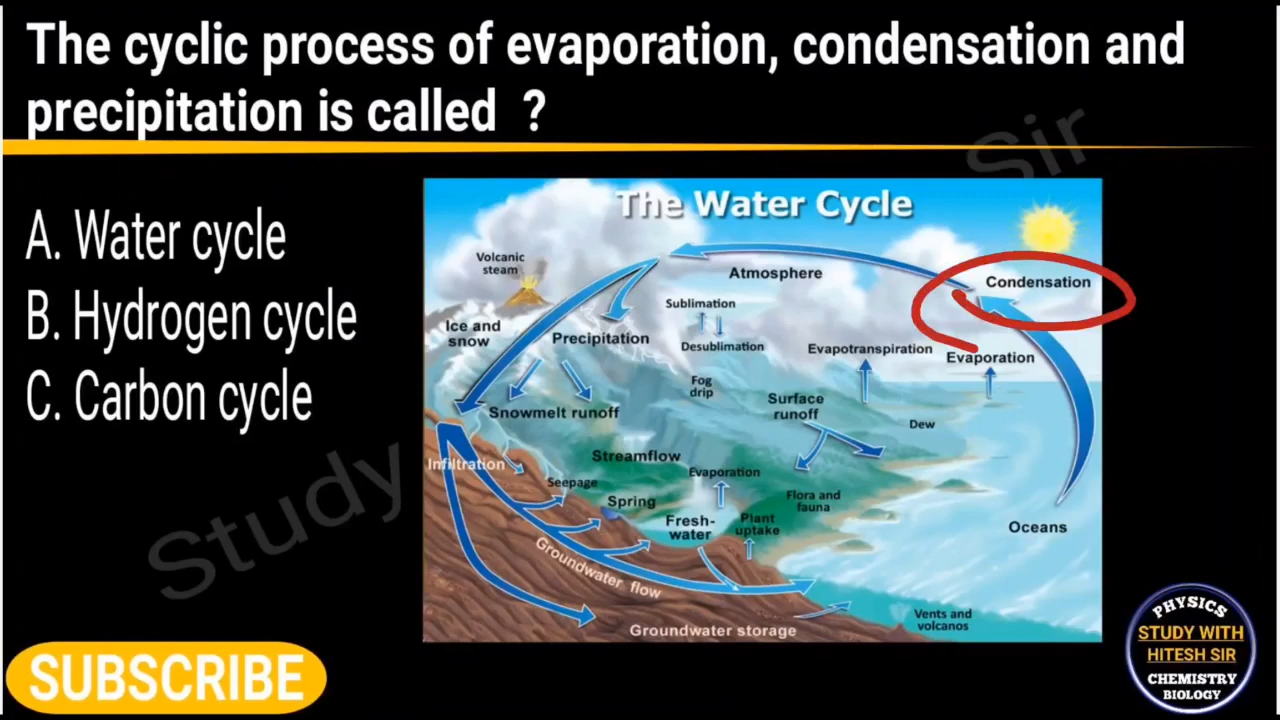 The cyclic process of evaporation, condensation and
precipitation is called ?
Sir
A. Water cycle
B. Hydrogen cycle
C. Carbon cycle
Study
The Water Cycle
Volcanic
steam
Atmosphere
Condensation
Sublimation
Ice and
snow
Precipitation
Desublimation
Evapotranspiration
Evaporation
Fog
drip
Snowmelt runoff
Surface
runoff
Dew
Streamflow
Infiltration
Evaporation
Seepage
Spring
Flora and
fauna
Fresh-
water
Plant
uptake
Oceans
Groundwater flow
Vents and
volcanos
Groundwater storage
SUBSCRIBE
PHYSICS
STUDY WITH
HITESH SIR
CHEMISTRY
BIOLOGY